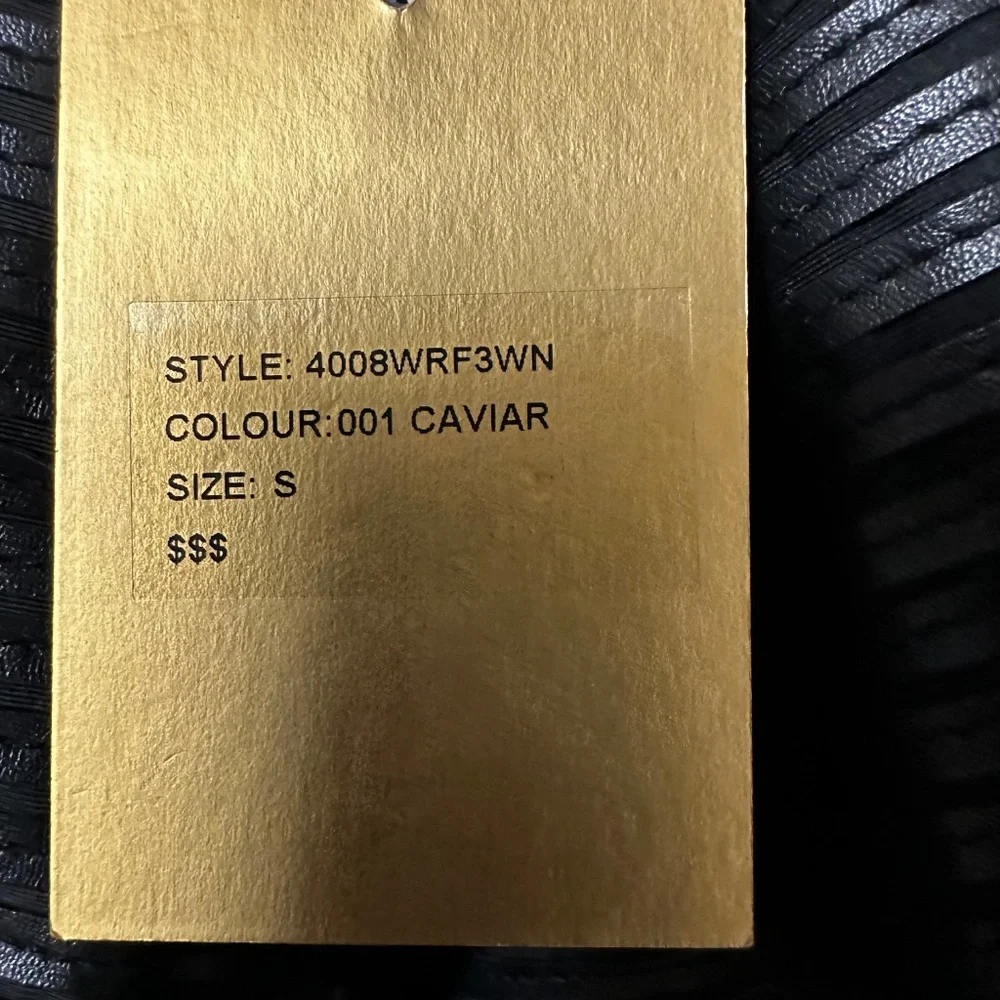 STYLE: 4008WRF3WN
COLOUR:001 CAVIAR
SIZE: S
$$$